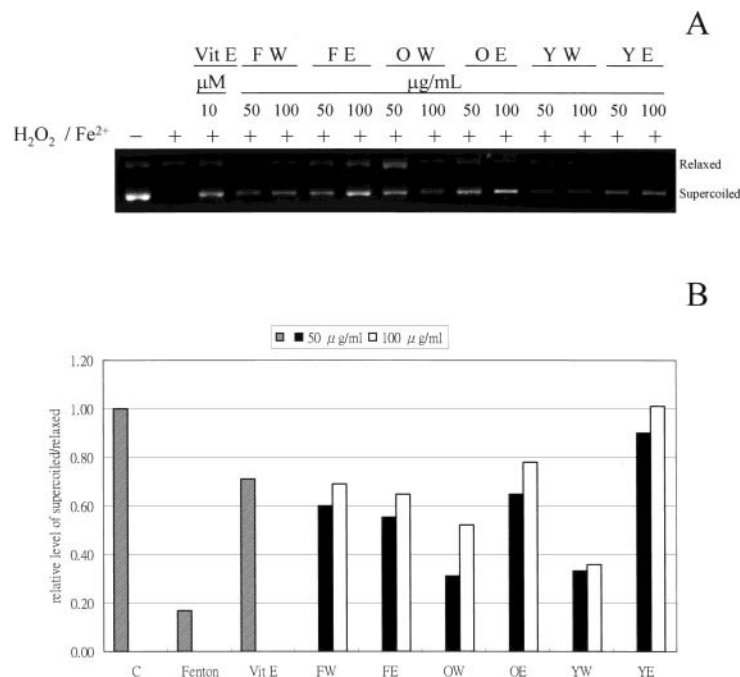 A
Vit E F W F E O W O E Y W Y E
μM μg/mL
10 50 100 50 100 50 100 50 100 50 100 50 100
H₂O₂ / Fe²⁺ − + + + + + + + + + + + + + +
Relaxed
Supercoiled
B
50 μg/ml 100 μg/ml
1.20
1.00
0.80
0.60
0.40
0.20
0.00
relative level of supercoiled/relaxed
C Fenton Vit E FW FE OW OE YW YE